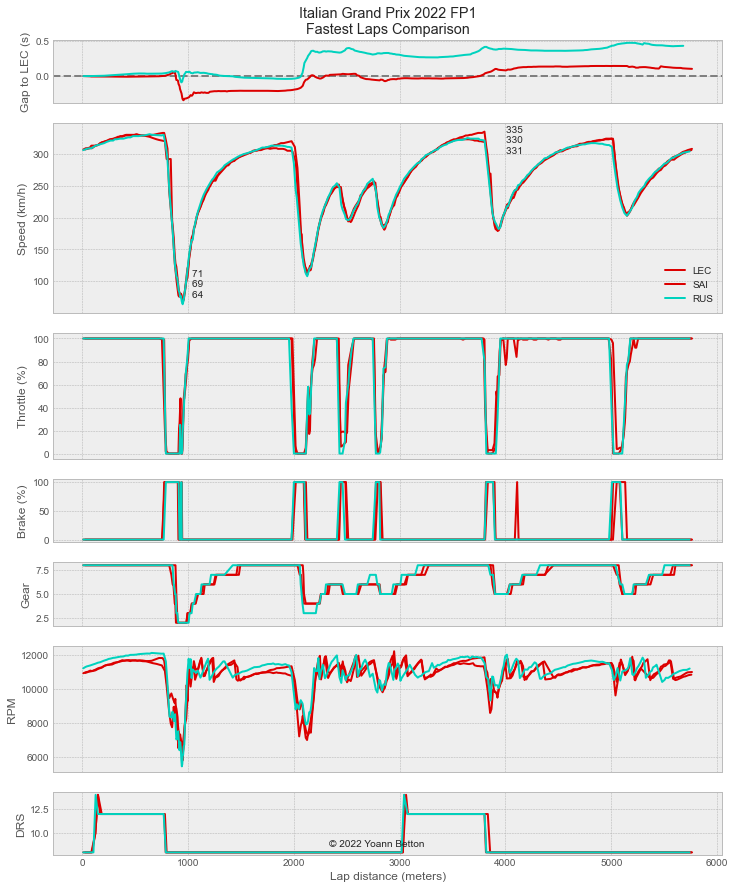 Italian Grand Prix 2022 FP1
Fastest Laps Comparison
Gap to LEC (s)
0.5
0.0
Speed (km/h)
300
250
200
150
100
335
330
331
71
69
64
LEC
SAI
RUS
Throttle (%)
100
80
60
40
20
0
Brake (%)
100
50
0
Gear
7.5
5.0
2.5
RPM
12000
10000
8000
6000
DRS
12.5
10.0
© 2022 Yoann Betton
0 1000 2000 3000 4000 5000 6000
Lap distance (meters)